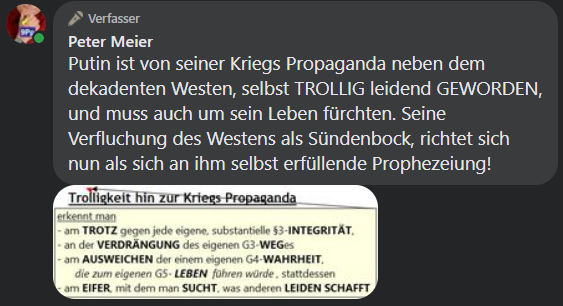 Verfasser
Peter Meier
Putin ist von seiner Kriegs Propaganda neben dem
dekadenten Westen, selbst TROLLIG leidend GEWORDEN,
und muss auch um sein Leben fürchten. Seine
Verfluchung des Westens als Sündenbock, richtet sich
nun als sich an ihm selbst erfüllende Prophezeiung!
Trolligkeit hin zur Kriegs-Propaganda
erkennt man
- am TROTZ gegen jede eigene, substantielle §3-INTEGRITÄT,
- an der VERDRÄNGUNG des eigenen G3-WEGes
- am AUSWEICHEN der einem eigenen G4-WAHRHEIT,
die zum eigenen G5- LEBEN führen würde, stattdessen
- am EIFER, mit dem man SUCHT, was anderen LEIDEN SCHAFFT